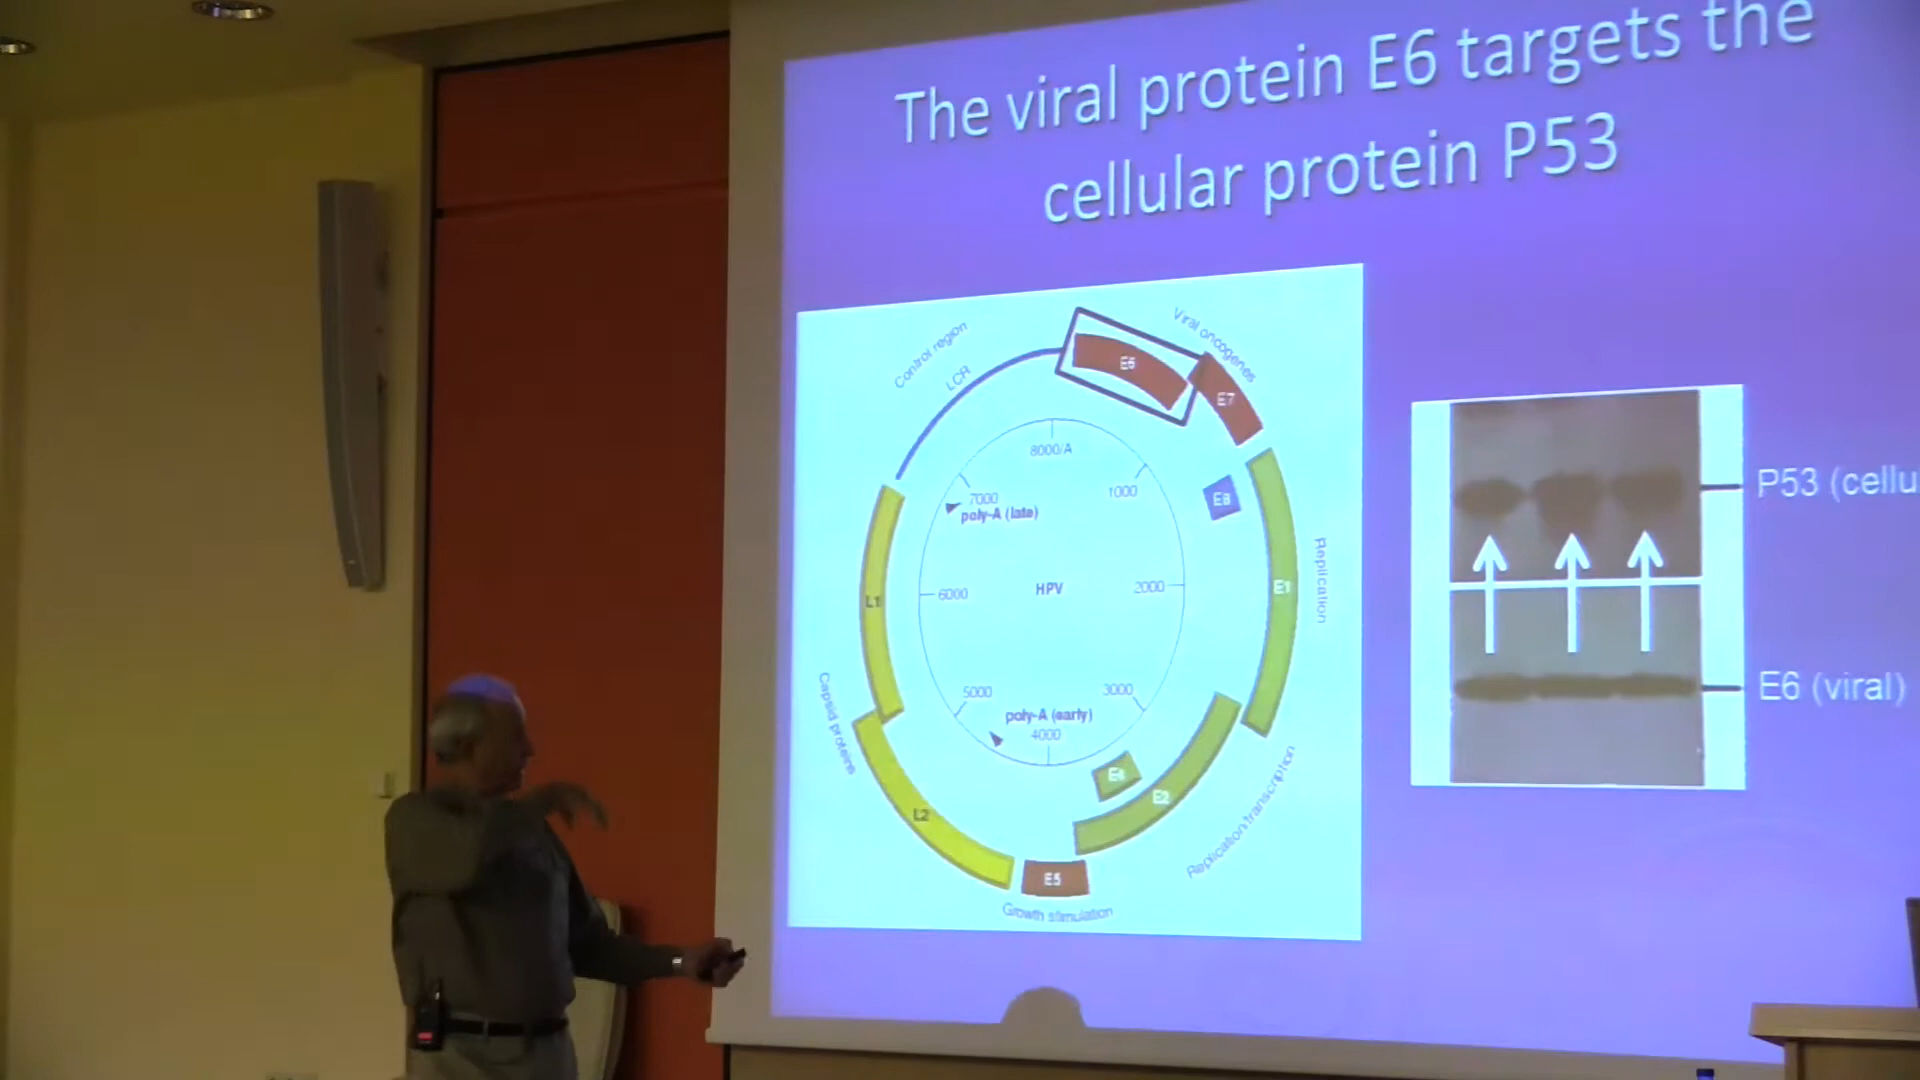 The viral protein E6 targets the
cellular protein P53
Control region
LCR
Viral oncogenes
E6
E7
8000/A
7000
1000
poly-A (late)
E8
Replication
L1
6000
HPV
2000
E1
Capsid proteins
5000
3000
poly-A (early)
4000
E2
L2
Replication/transcription
E5
Growth stimulation
P53 (cellu
E6 (viral)